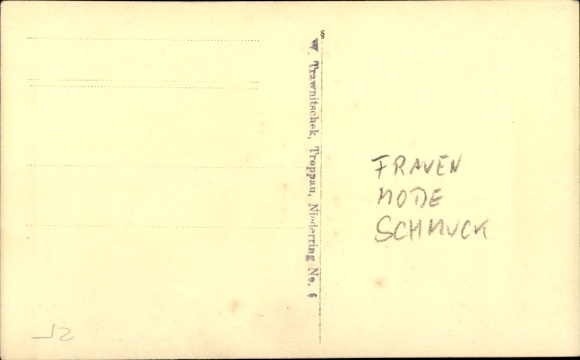 W. Trawnitschek, Troppau, Niederring No. 6
FRAUEN
MODE
SCHMUCK